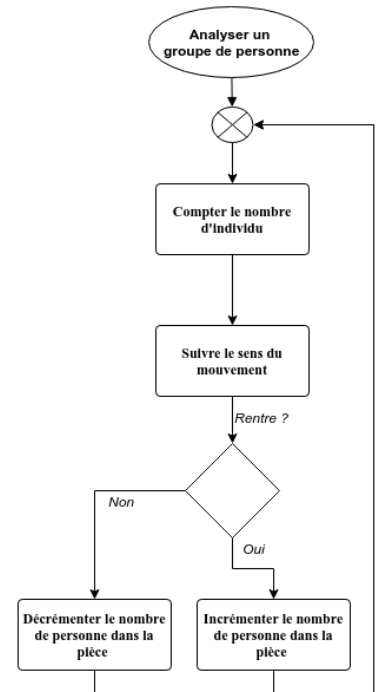 Analyser un
groupe de personne
Compter le nombre
d'individu
Suivre le sens du
mouvement
Rentre ?
Non
Oui
Décrémenter le nombre
de personne dans la
pièce
Incrémenter le nombre
de personne dans la
pièce